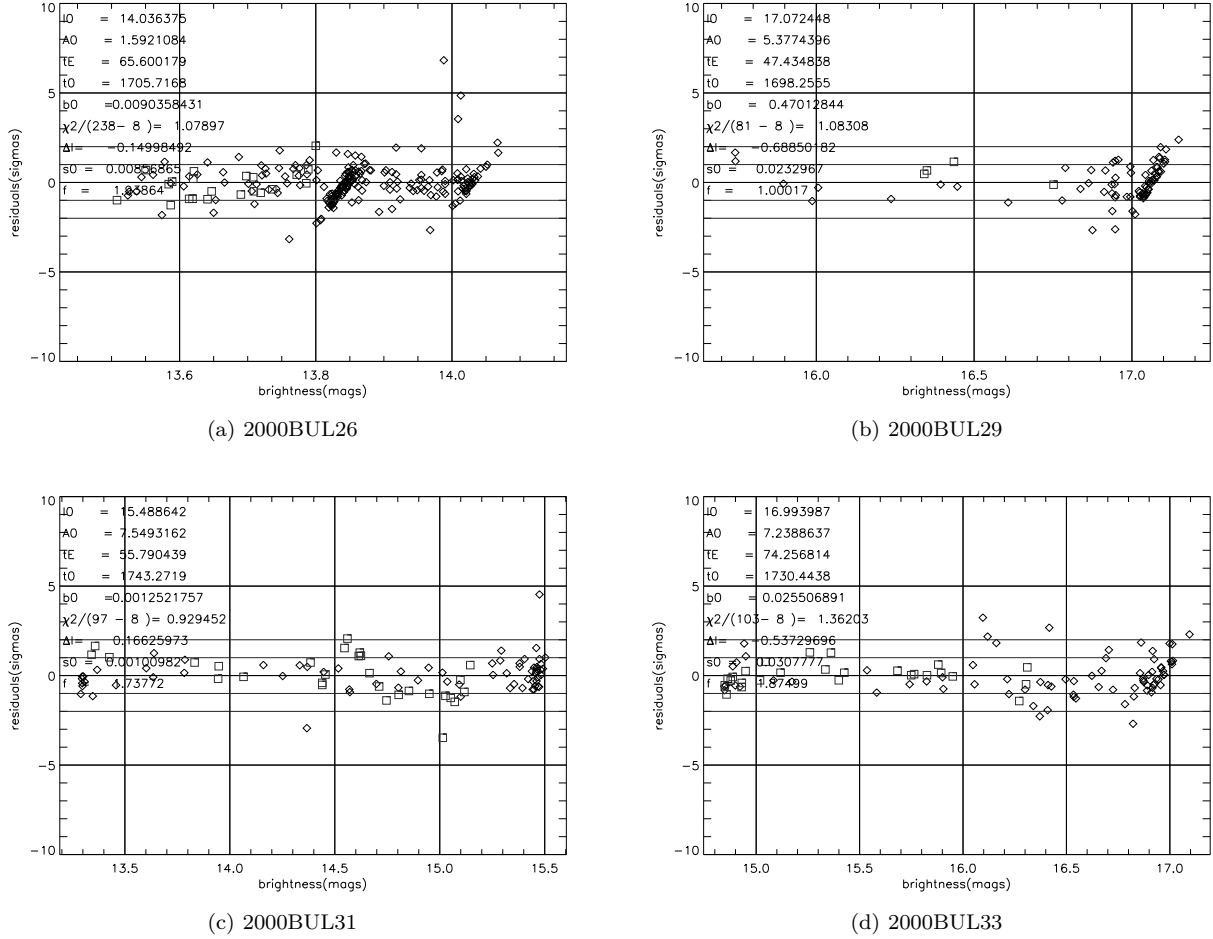 10
5
0
−5
−10
residuals(sigmas)
I0 = 14.036375
A0 = 1.5921084
tE = 65.600179
t0 = 1705.7168
b0 =0.0090358431
χ2/(238− 8 )= 1.07897
ΔI= −0.14998492
s0 =
f =
13.6 13.8 14.0
brightness(mags)
(a) 2000BUL26
10
5
0
−5
−10
residuals(sigmas)
I0 = 17.072448
A0 = 5.3774396
tE = 47.434838
t0 = 1698.2555
b0 = 0.47012844
χ2/(81 − 8 )= 1.08308
ΔI= −0.68850182
s0 = 0.0232967
f = 1.00017
16.0 16.5 17.0
brightness(mags)
(b) 2000BUL29
10
5
0
−5
−10
residuals(sigmas)
I0 = 15.488642
A0 = 7.5493162
tE = 55.790439
t0 = 1743.2719
b0 =0.0012521757
χ2/(97 − 8 )= 0.929452
ΔI= 0.16625973
s0 = 0.00100982
f =
13.5 14.0 14.5 15.0 15.5
brightness(mags)
(c) 2000BUL31
10
5
0
−5
−10
residuals(sigmas)
I0 = 16.993987
A0 = 7.2388637
tE = 74.256814
t0 = 1730.4438
b0 = 0.025506891
χ2/(103− 8 )= 1.36203
ΔI= −0.53729696
s0 =
f = 1.87499
15.0 15.5 16.0 16.5 17.0
brightness(mags)
(d) 2000BUL33